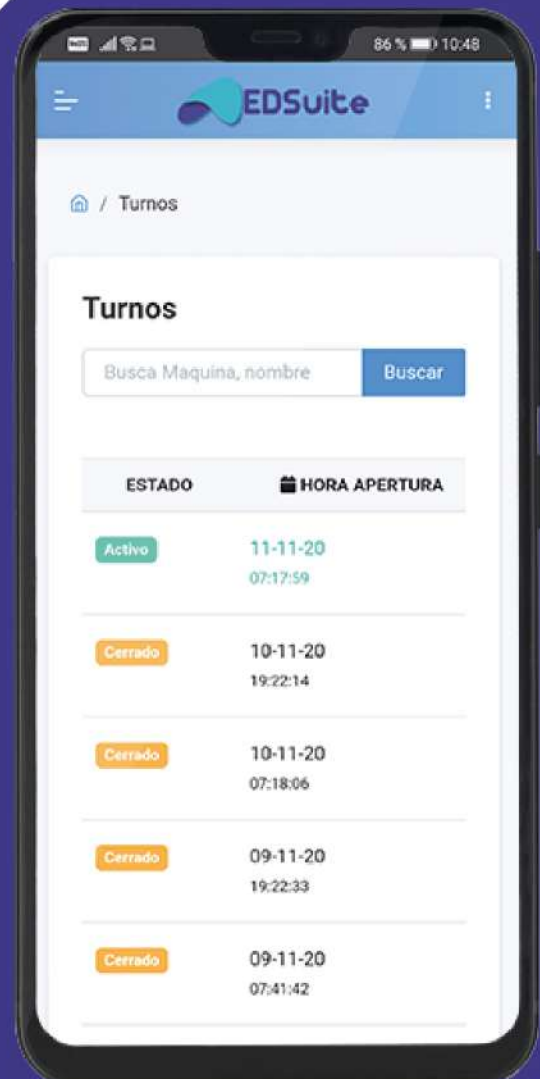 86 % 10:48
EDSuite
/ Turnos
Turnos
Busca Maquina, nombre Buscar
ESTADO HORA APERTURA
Activo 11-11-20
07:17:59
Cerrado 10-11-20
19:22:14
Cerrado 10-11-20
07:18:06
Cerrado 09-11-20
19:22:33
Cerrado 09-11-20
07:41:42